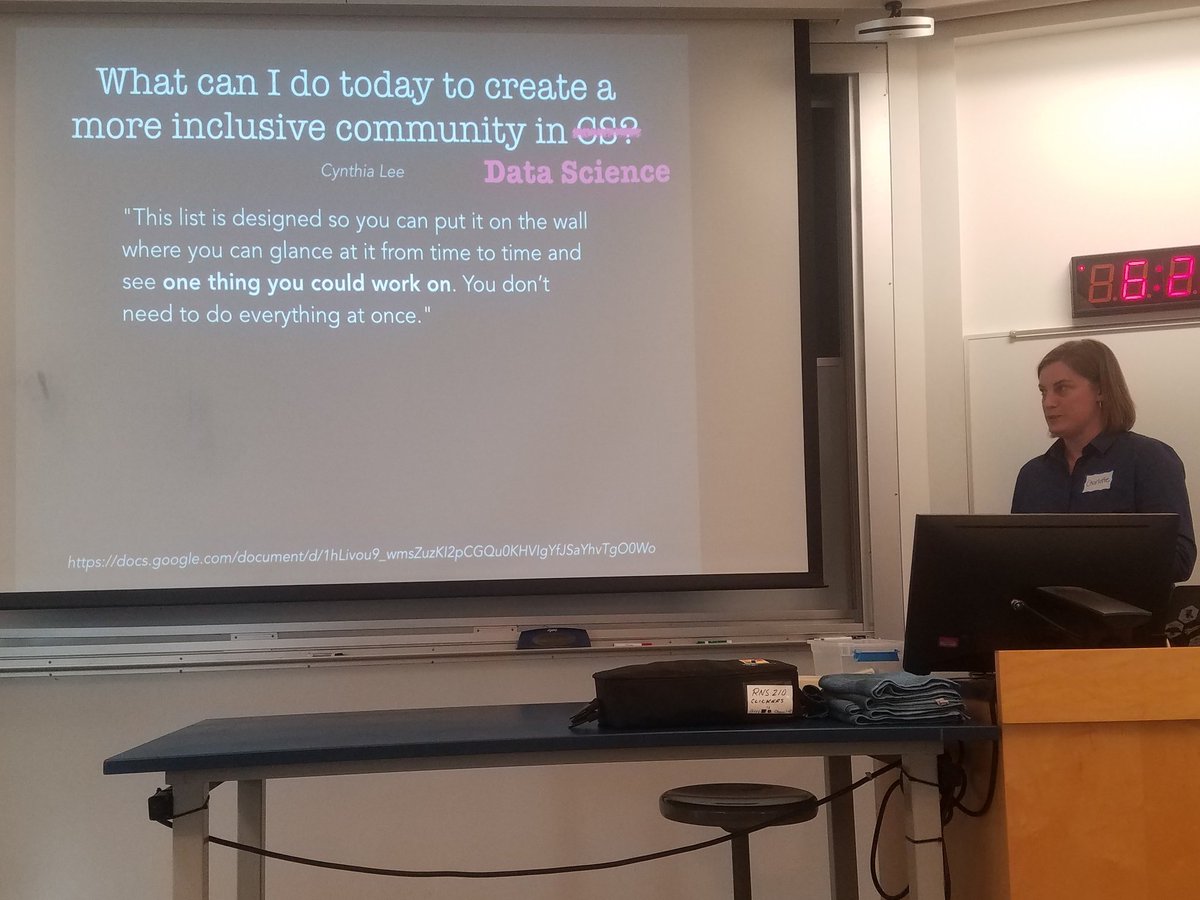 What can I do today to create a
more inclusive community in CS?
Cynthia Lee
Data Science
"This list is designed so you can put it on the wall
where you can glance at it from time to time and
see one thing you could work on. You don't
need to do everything at once."
https://docs.google.com/document/d/1hLivou9_wmsZuzKl2pCGQu0KHVIgYfJSaYhvTgO0Wo
6:2
Charlotte
RNS 210
CLICKERS